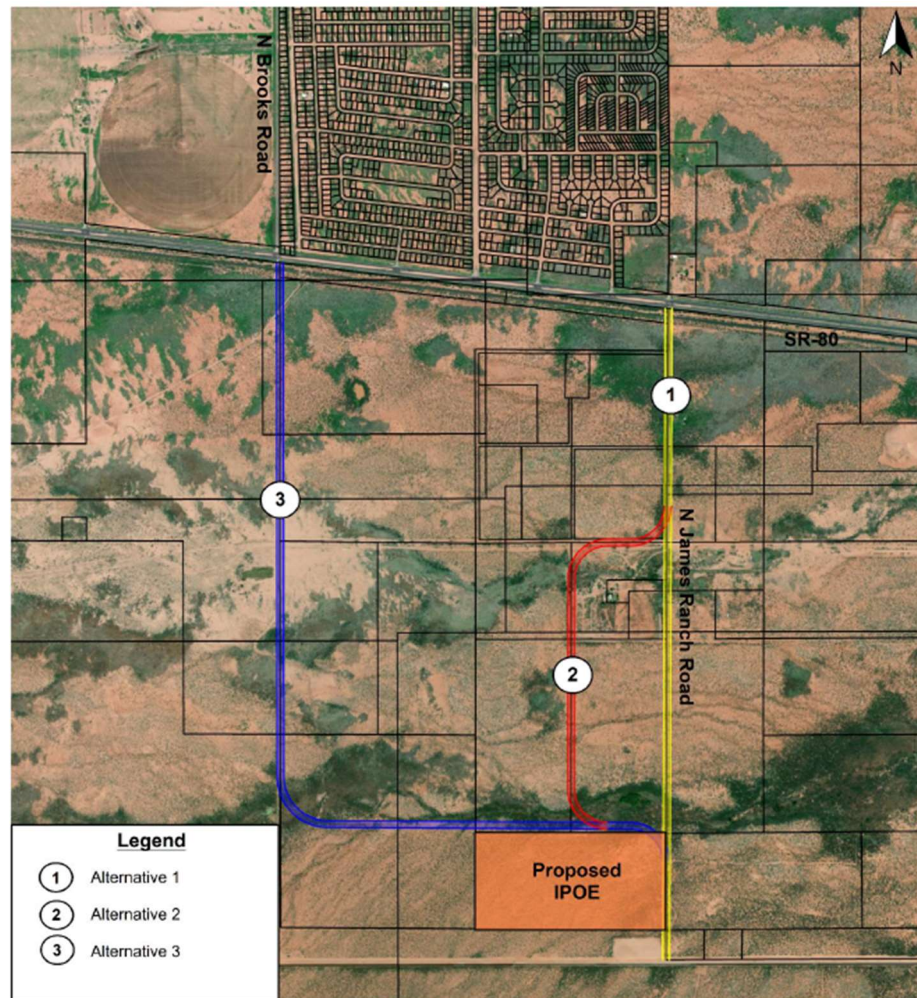 N
N Brooks Road
SR-80
1
3
N James Ranch Road
2
Proposed
IPOE
Legend
1 Alternative 1
2 Alternative 2
3 Alternative 3